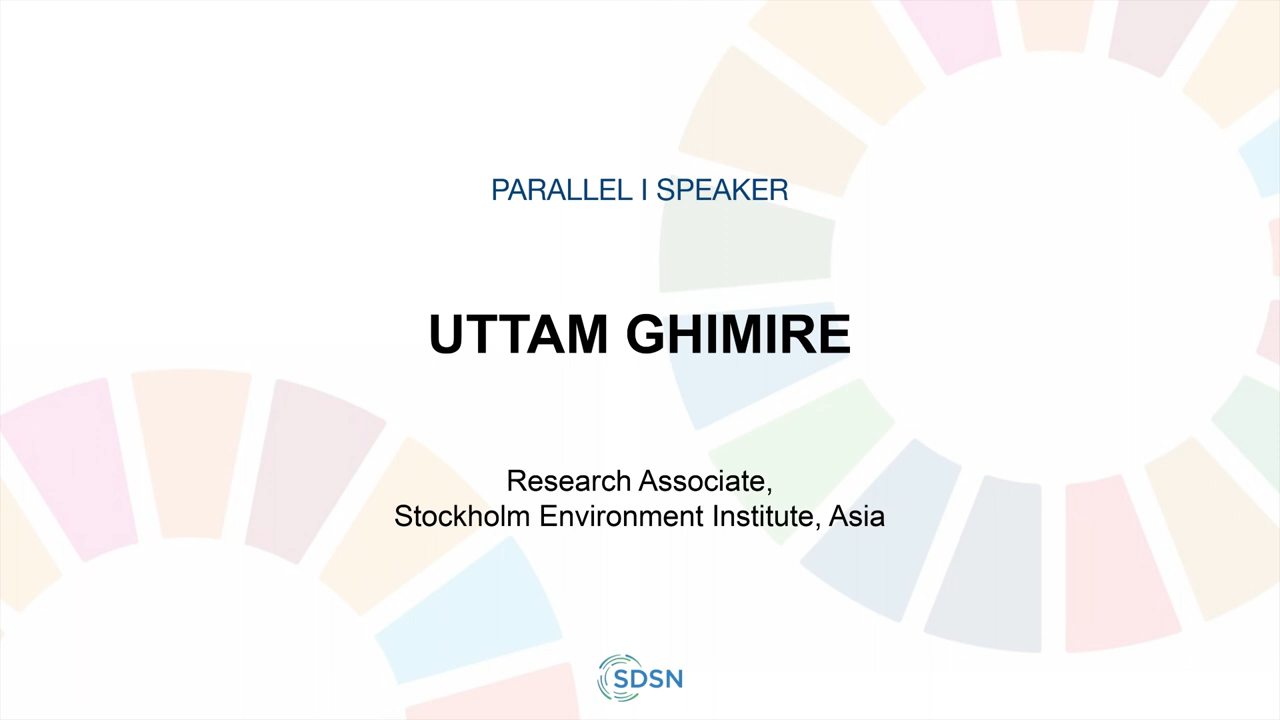 PARALLEL I SPEAKER
UTTAM GHIMIRE
Research Associate,
Stockholm Environment Institute, Asia
SDSN